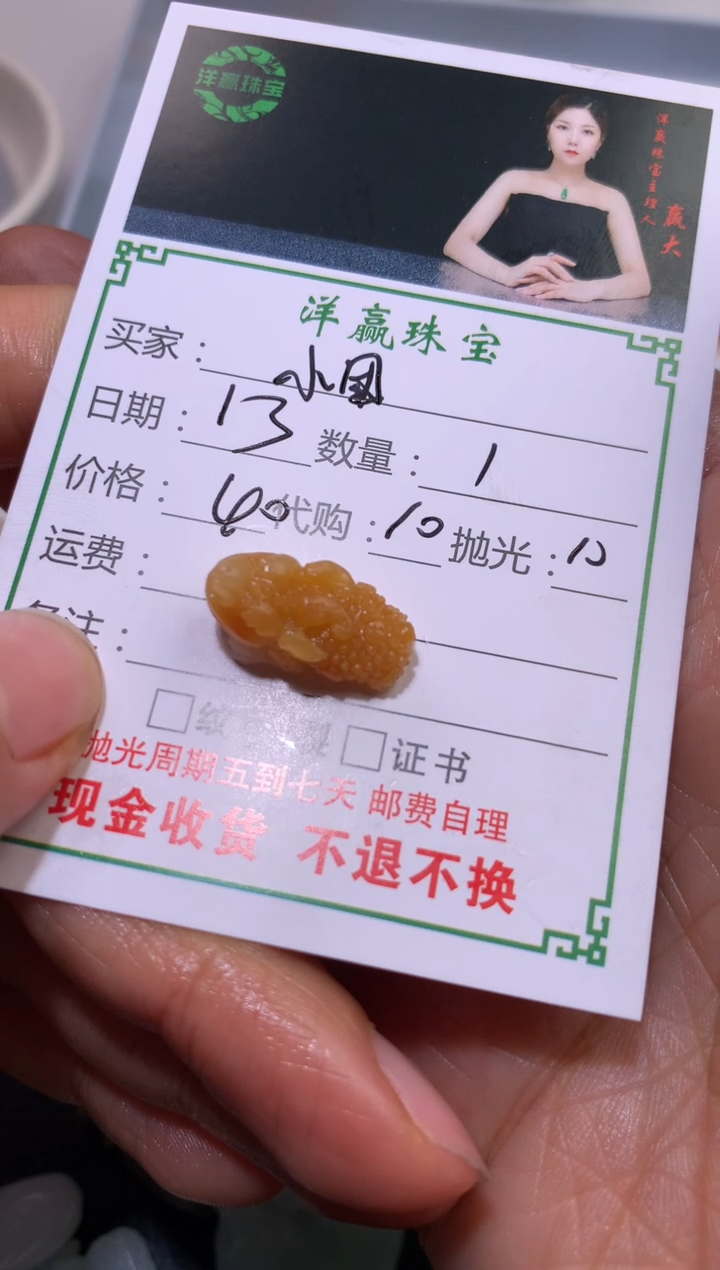 洋赢珠宝
洋赢珠宝主理人
赢大
洋赢珠宝
买家：小团
日期：13 数量：1
价格：60 代购：10 抛光：10
运费：
备注：
证书
抛光周期五到七天 邮费自理
现金收货 不退不换